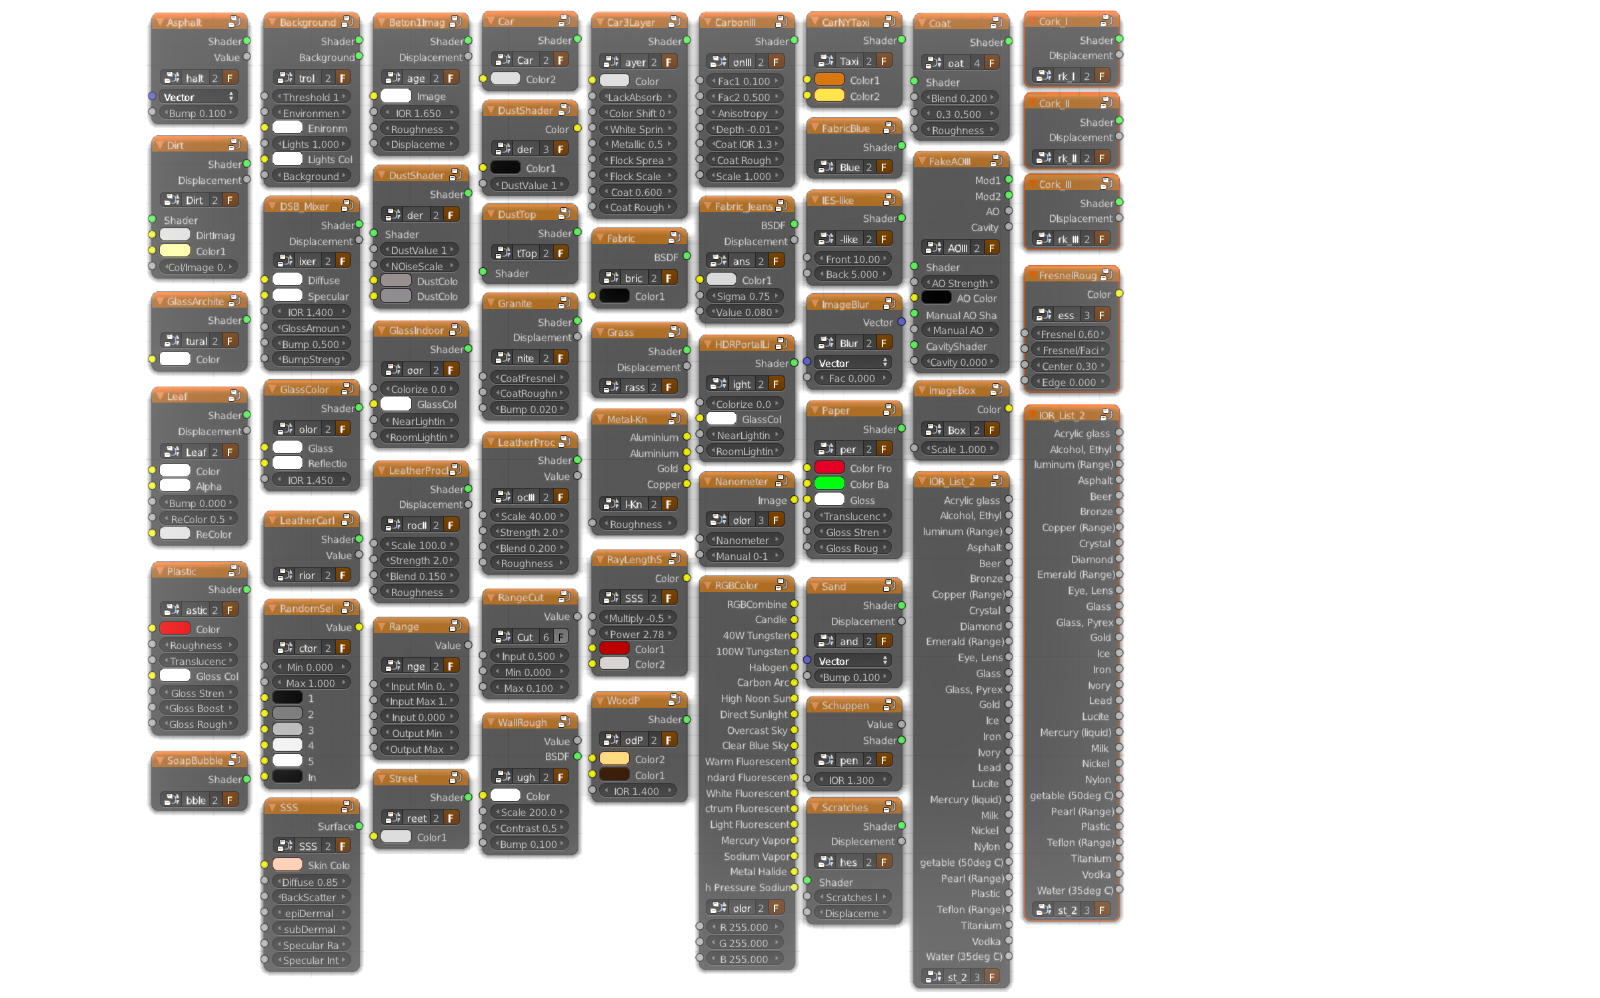 Asphalt
Shader
Value
halt 2 F
Vector
Bump 0.100
Dirt
Shader
Displacement
Dirt 2 F
Shader
DirtImag
Color1
Col/Image 0.
GlassArchite
Shader
tural 2 F
Color
Leaf
Shader
Displacement
Leaf 2 F
Color
Alpha
Bump 0.000
ReColor 0.5
ReColor
Plastic
Shader
astic 2 F
Color
Roughness
Translucenc
Gloss Col
Gloss Stren
Gloss Boost
Gloss Rough
SoapBubble
Shader
bble 2 F
Background
Shader
Background
trol 2 F
Threshold 1
Environmen
Enironm
Lights 1.000
Lights Col
Background
DSB_Mixer
Shader
Displacement
ixer 2 F
Diffuse
Specular
IOR 1.400
GlossAmoun
Bump 0.500
BumpStreng
GlassColor
Shader
olor 2 F
Glass
Reflectio
IOR 1.450
LeatherCarI
Shader
Value
rior 2 F
RandomSel
Value
ctor 2 F
Min 0.000
Max 1.000
1
2
3
4
5
In
SSS
Surface
SSS 2 F
Skin Colo
Diffuse 0.85
BackScatter
epiDermal
subDermal
Specular Ra
Specular Int
Beton1Imag
Shader
Displacement
age 2 F
Image
IOR 1.650
Roughness
Displaceme
DustShader
Shader
der 2 F
Shader
DustValue 1
NOiseScale
DustColo
DustColo
GlassIndoor
Shader
oor 2 F
Colorize 0.0
GlassCol
NearLightin
RoomLightin
LeatherProcI
Shader
Displacement
rocII 2 F
Scale 100.0
Strength 2.0
Blend 0.150
Roughness
Range
Value
nge 2 F
Input Min 0.
Input Max 1.
Input 0.000
Output Min
Output Max
Street
Shader
reet 2 F
Color1
Car
Shader
Car 2 F
Color2
DustShader
Color
der 3 F
Color1
DustValue 1
DustTop
Shader
tTop 2 F
Shader
Granite
Shader
Displaement
nite 2 F
CoatFresnel
CoatRoughn
Bump 0.020
LeatherProc
Shader
Value
ocIII 2 F
Scale 40.00
Strength 2.0
Blend 0.200
Roughness
RangeCut
Value
Cut 6 F
Input 0.500
Min 0.000
Max 0.100
WallRough
Value
BSDF
ugh 2 F
Color
Scale 200.0
Contrast 0.5
Bump 0.100
Car3Layer
Shader
ayer 2 F
Color
LackAbsorb
Color Shift 0
White Sprin
Metallic 0.5
Flock Sprea
Flock Scale
Coat 0.600
Coat Rough
Fabric
BSDF
bric 2 F
Color1
Grass
Shader
Displacement
rass 2 F
Metal-Kn
Aluminium
Aluminium
Gold
Copper
l-Kn 2 F
Roughness
RayLengthS
Color
SSS 2 F
Multiply -0.5
Power 2.78
Color1
Color2
WoodP
Shader
odP 2 F
Color2
Color1
IOR 1.400
CarbonIII
Shader
onIII 2 F
Fac1 0.100
Fac2 0.500
Anisotropy
Depth -0.01
Coat IOR 1.3
Coat Rough
Scale 1.000
Fabric_Jeans
BSDF
Displacement
ans 2 F
Color1
Sigma 0.75
Value 0.080
HDRPortalLi
Shader
ight 2 F
Colorize 0.0
GlassCol
NearLightin
RoomLightin
Nanometer
Image
olor 3 F
Nanometer
Manual 0-1
RGBColor
RGBCombine
Candle
40W Tungsten
100W Tungsten
Halogen
Carbon Arc
High Noon Sun
Direct Sunlight
Overcast Sky
Clear Blue Sky
Warm Fluorescent
ndard Fluorescent
White Fluorescent
ctrum Fluorescent
Light Fluorescent
Mercury Vapor
Sodium Vapor
Metal Halide
h Pressure Sodium
olor 2 F
R 255.000
G 255.000
B 255.000
CarNYTaxi
Shader
Taxi 2 F
Color1
Color2
FabricBlue
Shader
Blue 2 F
IES-like
Shader
-like 2 F
Front 10.00
Back 5.000
ImageBlur
Vector
Blur 2 F
Vector
Fac 0.000
Paper
Shader
per 2 F
Color Fro
Color Ba
Gloss
Translucenc
Gloss Stren
Gloss Roug
Sand
Shader
Displacement
and 2 F
Vector
Bump 0.100
Schuppen
Value
Shader
pen 2 F
IOR 1.300
Scratches
Shader
Displecement
hes 2 F
Shader
Scratches I
Displaceme
Coat
Shader
oat 4 F
Shader
Blend 0.200
0.3 0.500
Roughness
FakeAOIII
Mod1
Mod2
AO
Cavity
AOIII 2 F
Shader
AO Strength
AO Color
Manual AO Sha
Manual AO
CavityShader
Cavity 0.000
ImageBox
Color
Box 2 F
Scale 1.000
IOR_List_2
Acrylic glass
Alcohol, Ethyl
luminum (Range)
Asphalt
Beer
Bronze
Copper (Range)
Crystal
Diamond
Emerald (Range)
Eye, Lens
Glass
Glass, Pyrex
Gold
Ice
Iron
Ivory
Lead
Lucite
Mercury (liquid)
Milk
Nickel
Nylon
getable (50deg C)
Pearl (Range)
Plastic
Teflon (Range)
Titanium
Vodka
Water (35deg C)
st_2 3 F
Cork_I
Shader
DIsplacement
rk_I 2 F
Cork_II
Shader
DIsplacement
rk_II 2 F
Cork_III
Shader
DIsplacement
rk_III 2 F
FresnelRoug
Color
ess 3 F
Fresnel 0.60
Fresnel/Faci
Center 0.30
Edge 0.000
IOR_List_2
Acrylic glass
Alcohol, Ethyl
luminum (Range)
Asphalt
Beer
Bronze
Copper (Range)
Crystal
Diamond
Emerald (Range)
Eye, Lens
Glass
Glass, Pyrex
Gold
Ice
Iron
Ivory
Lead
Lucite
Mercury (liquid)
Milk
Nickel
Nylon
getable (50deg C)
Pearl (Range)
Plastic
Teflon (Range)
Titanium
Vodka
Water (35deg C)
st_2 3 F